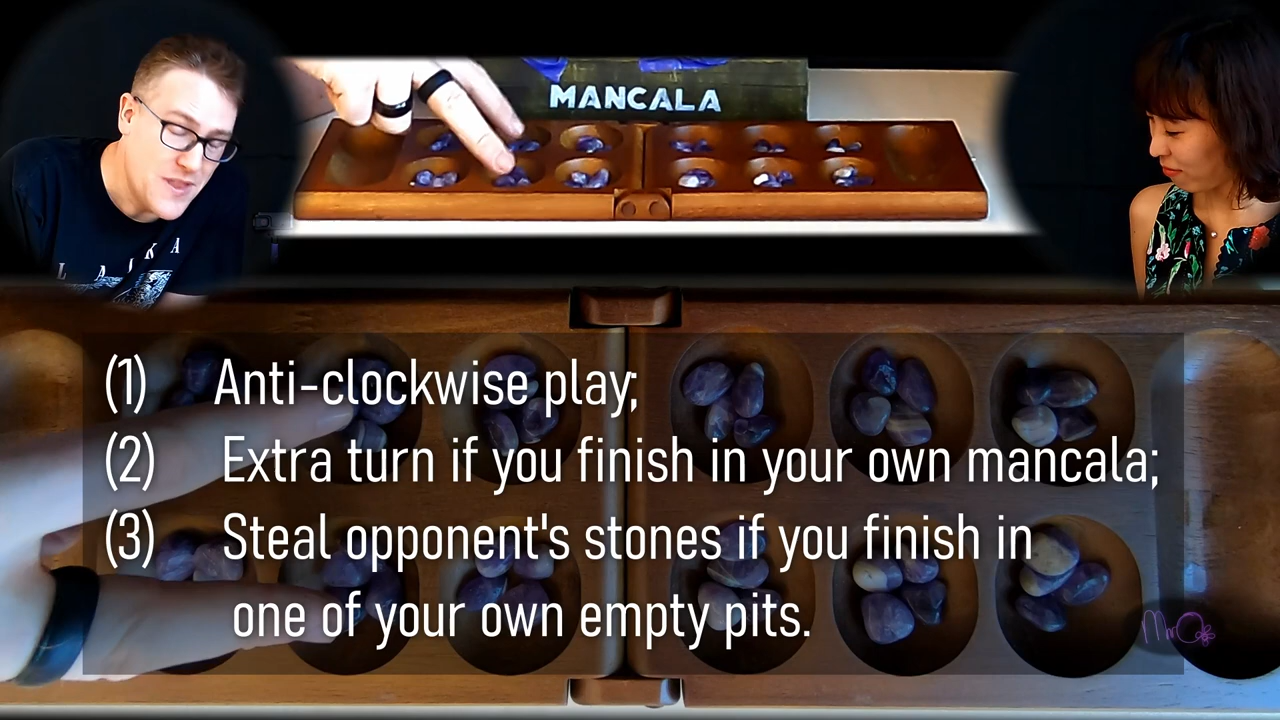 MANCALA
LAIKA
(1) Anti-clockwise play;
(2) Extra turn if you finish in your own mancala;
(3) Steal opponent's stones if you finish in
one of your own empty pits.